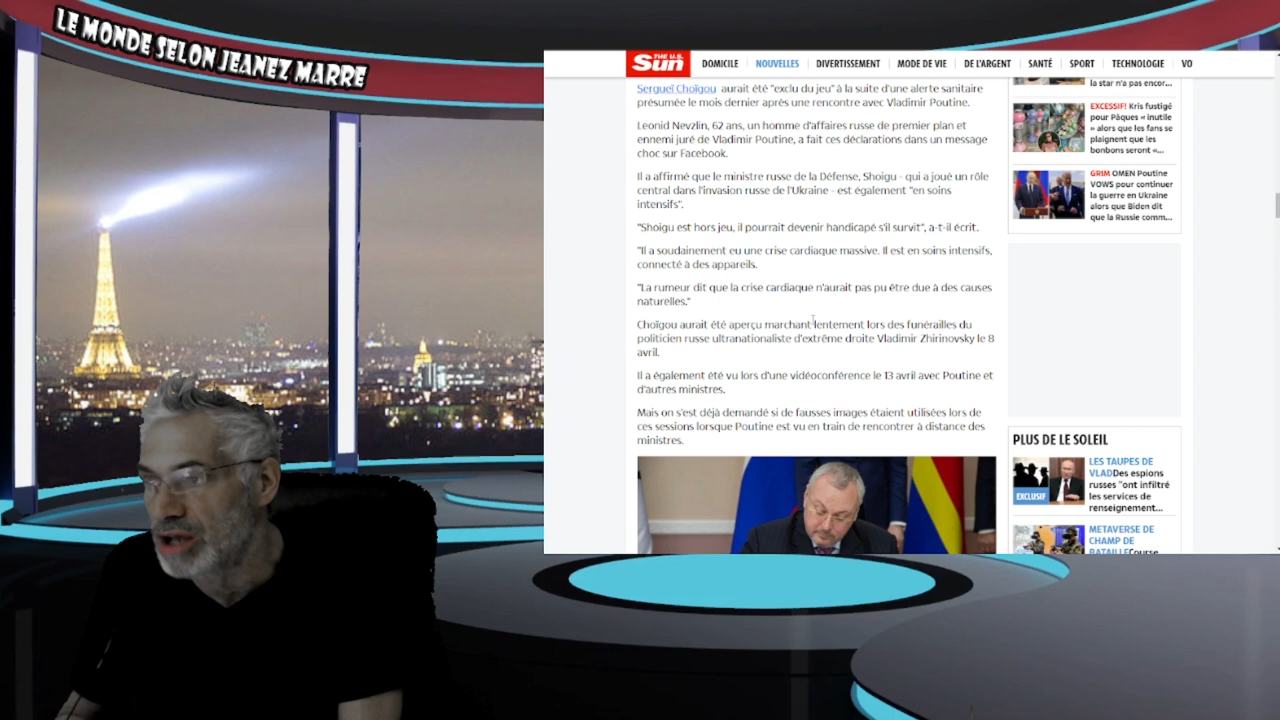 LE MONDE SELON JEANEZ MARRE
THE U.S. Sun
DOMICILE NOUVELLES DIVERTISSEMENT MODE DE VIE DE L'ARGENT SANTÉ SPORT TECHNOLOGIE VO
Sergueï Choïgou aurait été "exclu du jeu" à la suite d'une alerte sanitaire
présumée le mois dernier après une rencontre avec Vladimir Poutine.
Leonid Nevzlin, 62 ans, un homme d'affaires russe de premier plan et
ennemi juré de Vladimir Poutine, a fait ces déclarations dans un message
choc sur Facebook.
Il a affirmé que le ministre russe de la Défense, Shoigu - qui a joué un rôle
central dans l'invasion russe de l'Ukraine - est également "en soins
intensifs".
"Shoigu est hors jeu, il pourrait devenir handicapé s'il survit", a-t-il écrit.
"Il a soudainement eu une crise cardiaque massive. Il est en soins intensifs,
connecté à des appareils.
"La rumeur dit que la crise cardiaque n'aurait pas pu être due à des causes
naturelles."
Choïgou aurait été aperçu marchant lentement lors des funérailles du
politicien russe ultranationaliste d'extrême droite Vladimir Zhirinovsky le 8
avril.
Il a également été vu lors d'une vidéoconférence le 13 avril avec Poutine et
d'autres ministres.
Mais on s'est déjà demandé si de fausses images étaient utilisées lors de
ces sessions lorsque Poutine est vu en train de rencontrer à distance des
ministres.
la star n'a pas encor...
EXCESSIF! Kris fustigé
pour Pâques « inutile
» alors que les fans se
plaignent que les
bonbons seront «...
GRIM OMEN Poutine
VOWS pour continuer
la guerre en Ukraine
alors que Biden dit
que la Russie comm...
PLUS DE LE SOLEIL
EXCLUSIF
LES TAUPES DE
VLADDes espions
russes "ont infiltré
les services de
renseignement...
METAVERSE DE
CHAMP DE
BATAILLECourse